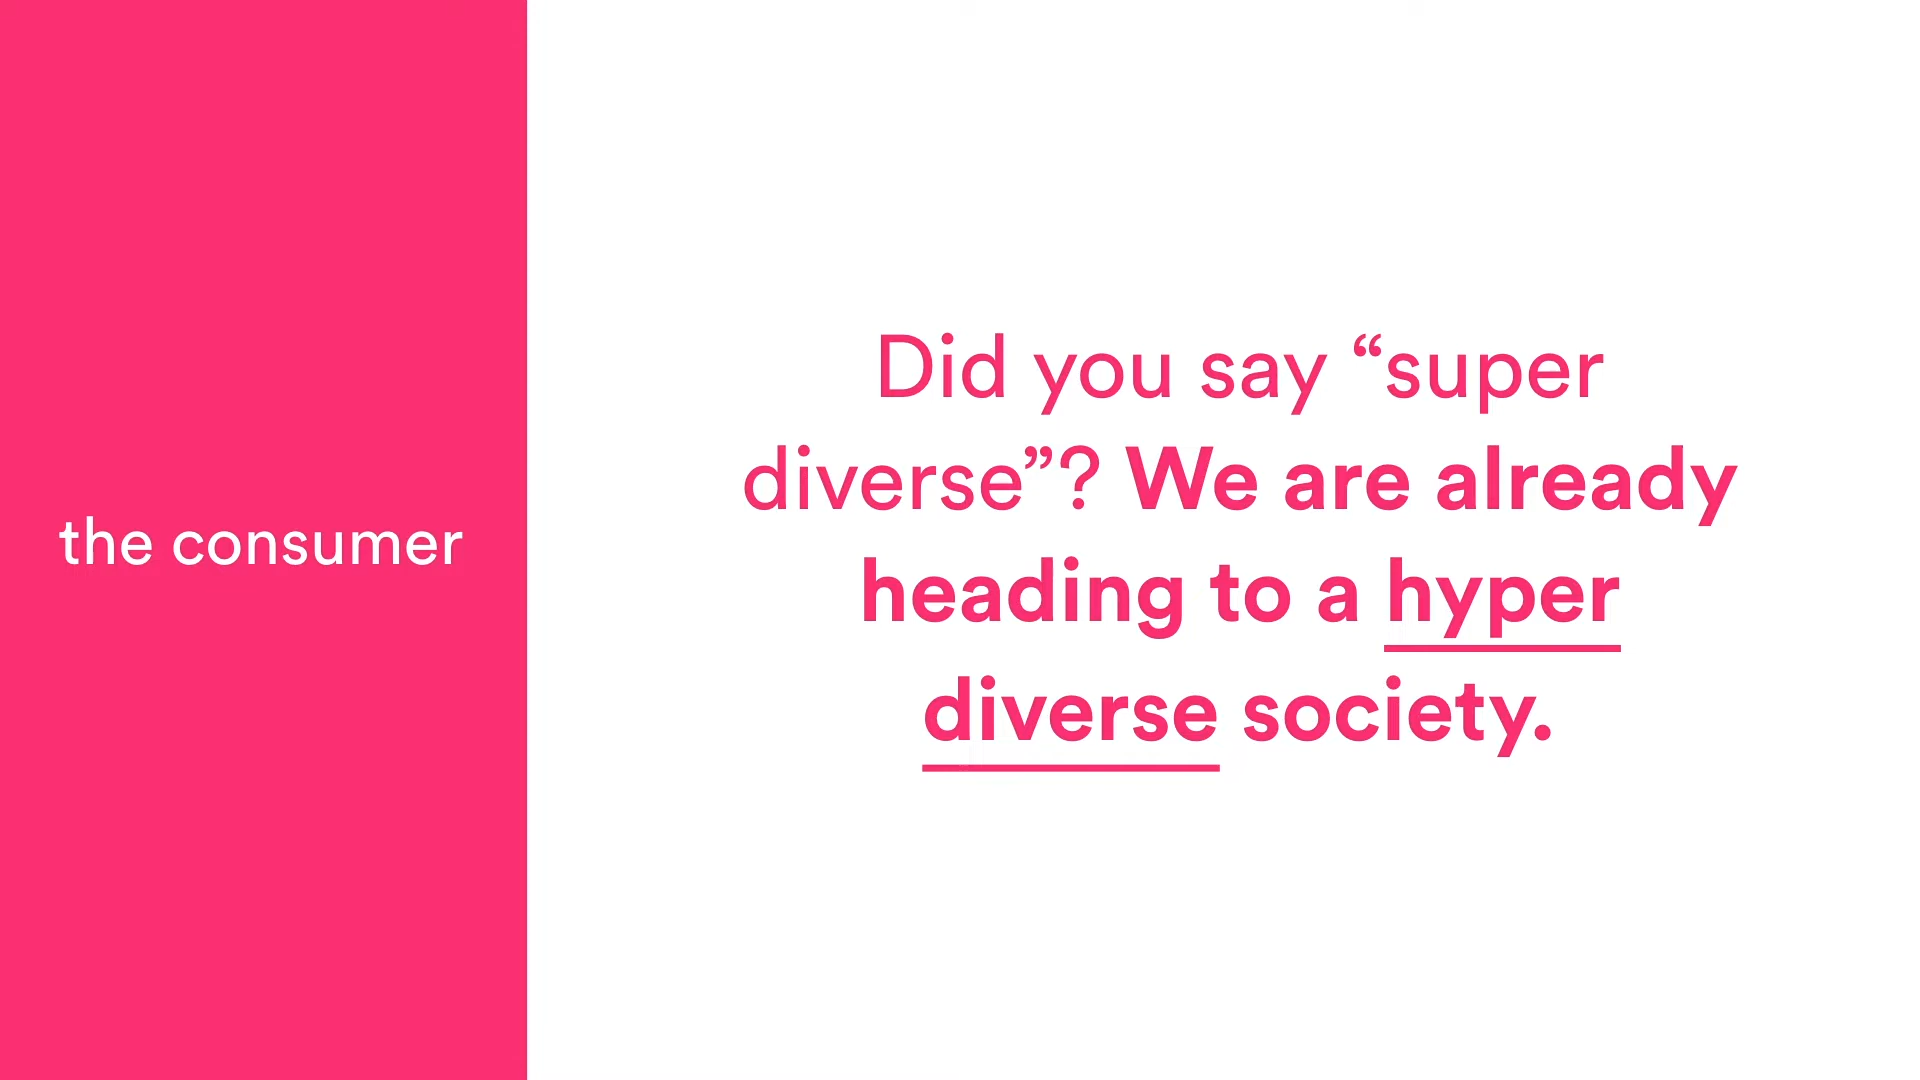 the consumer
Did you say “super
diverse”? We are already
heading to a hyper
diverse society.